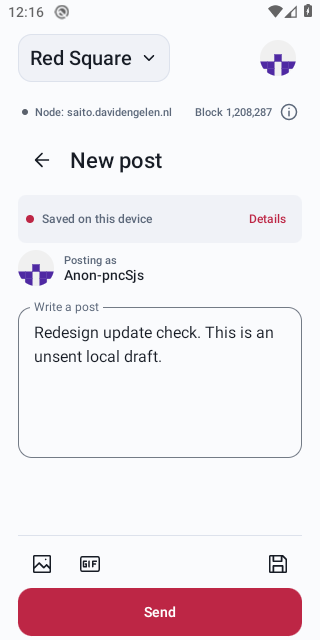 12:16
Red Square
Node: saito.davidengelen.nl
Block 1,208,287
New post
Saved on this device
Details
Posting as
Anon-pncSjs
Write a post
Redesign update check. This is an
unsent local draft.
GIF
Send